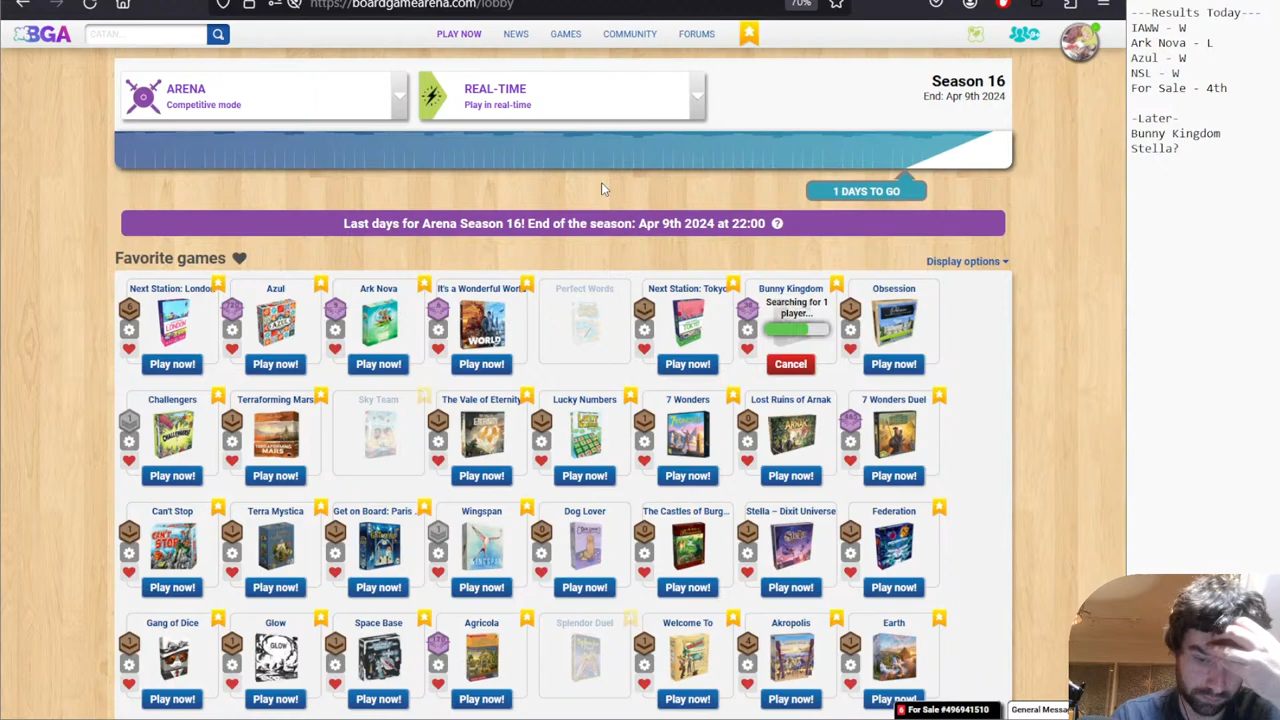 https://boardgamearena.com/lobby
70%
BGA
CATAN...
PLAY NOW
NEWS
GAMES
COMMUNITY
FORUMS
ARENA
Competitive mode
REAL-TIME
Play in real-time
Season 16
End: Apr 9th 2024
1 DAYS TO GO
Last days for Arena Season 16! End of the season: Apr 9th 2024 at 22:00 ?
Favorite games
Display options
Next Station: London
Azul
Ark Nova
It's a Wonderful World
Perfect Words
Next Station: Tokyo
Bunny Kingdom
Obsession
Searching for 1
player...
Play now!
Play now!
Play now!
Play now!
Play now!
Cancel
Play now!
Challengers
Terraforming Mars
Sky Team
The Vale of Eternity
Lucky Numbers
7 Wonders
Lost Ruins of Arnak
7 Wonders Duel
Play now!
Play now!
Play now!
Play now!
Play now!
Play now!
Play now!
Can't Stop
Terra Mystica
Get on Board: Paris ...
Wingspan
Dog Lover
The Castles of Burg...
Stella – Dixit Universe
Federation
Play now!
Play now!
Play now!
Play now!
Play now!
Play now!
Play now!
Play now!
Gang of Dice
Glow
Space Base
Agricola
Splendor Duel
Welcome To
Akropolis
Earth
Play now!
Play now!
Play now!
Play now!
Play now!
Play now!
Play now!
For Sale #496941510
General Messa
---Results Today---
IAWW - W
Ark Nova - L
Azul - W
NSL - W
For Sale - 4th
-Later-
Bunny Kingdom
Stella?